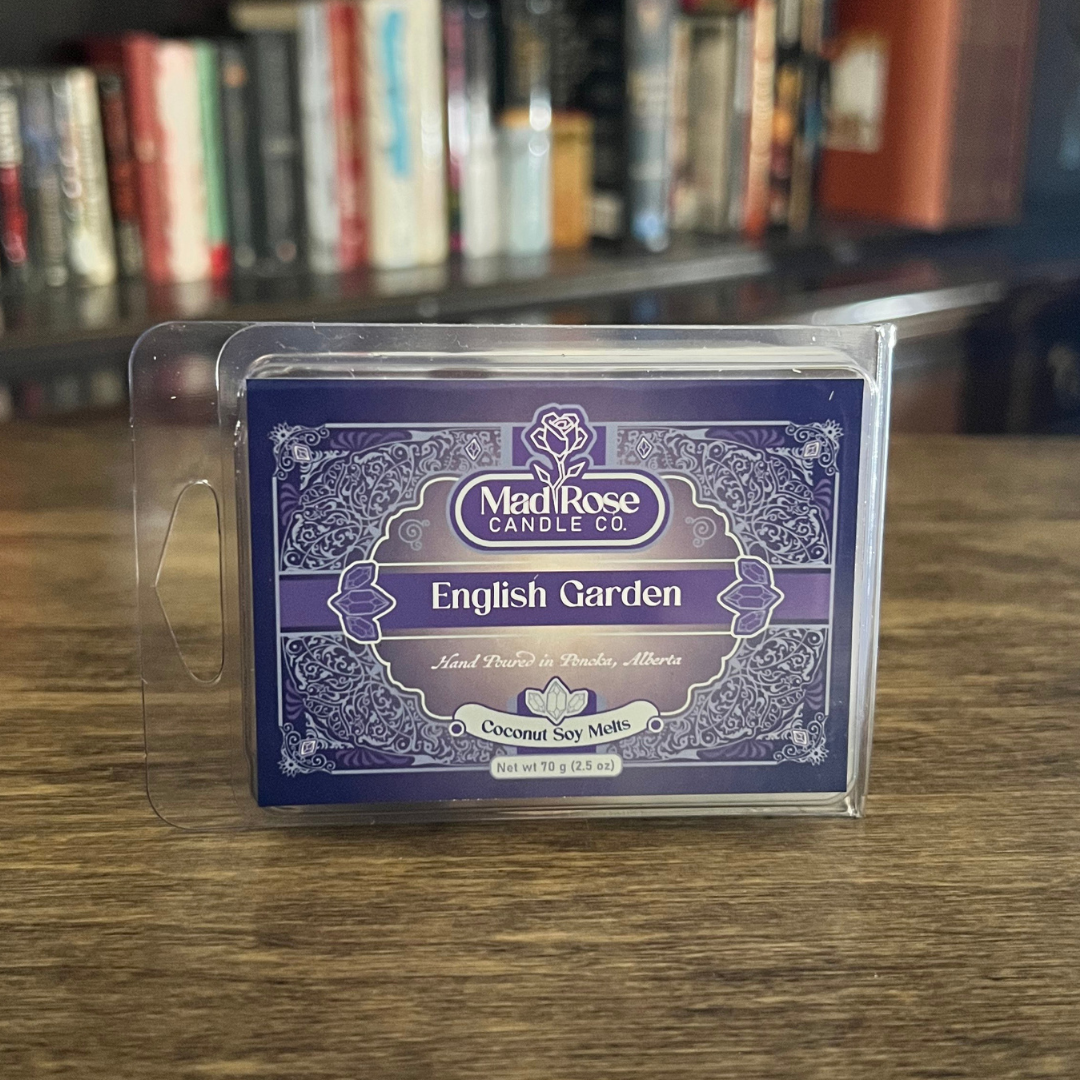 Mad Rose
CANDLE CO.
English Garden
Hand Poured in Ponoka, Alberta
Coconut Soy Melts
Net wt 70 g (2.5 oz)